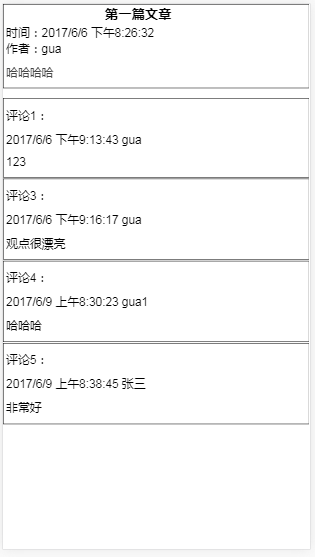 第一篇文章
时间：2017/6/6 下午8:26:32
作者：gua
哈哈哈哈
评论1：
2017/6/6 下午9:13:43 gua
123
评论3：
2017/6/6 下午9:16:17 gua
观点很漂亮
评论4：
2017/6/9 上午8:30:23 gua1
哈哈哈
评论5：
2017/6/9 上午8:38:45 张三
非常好